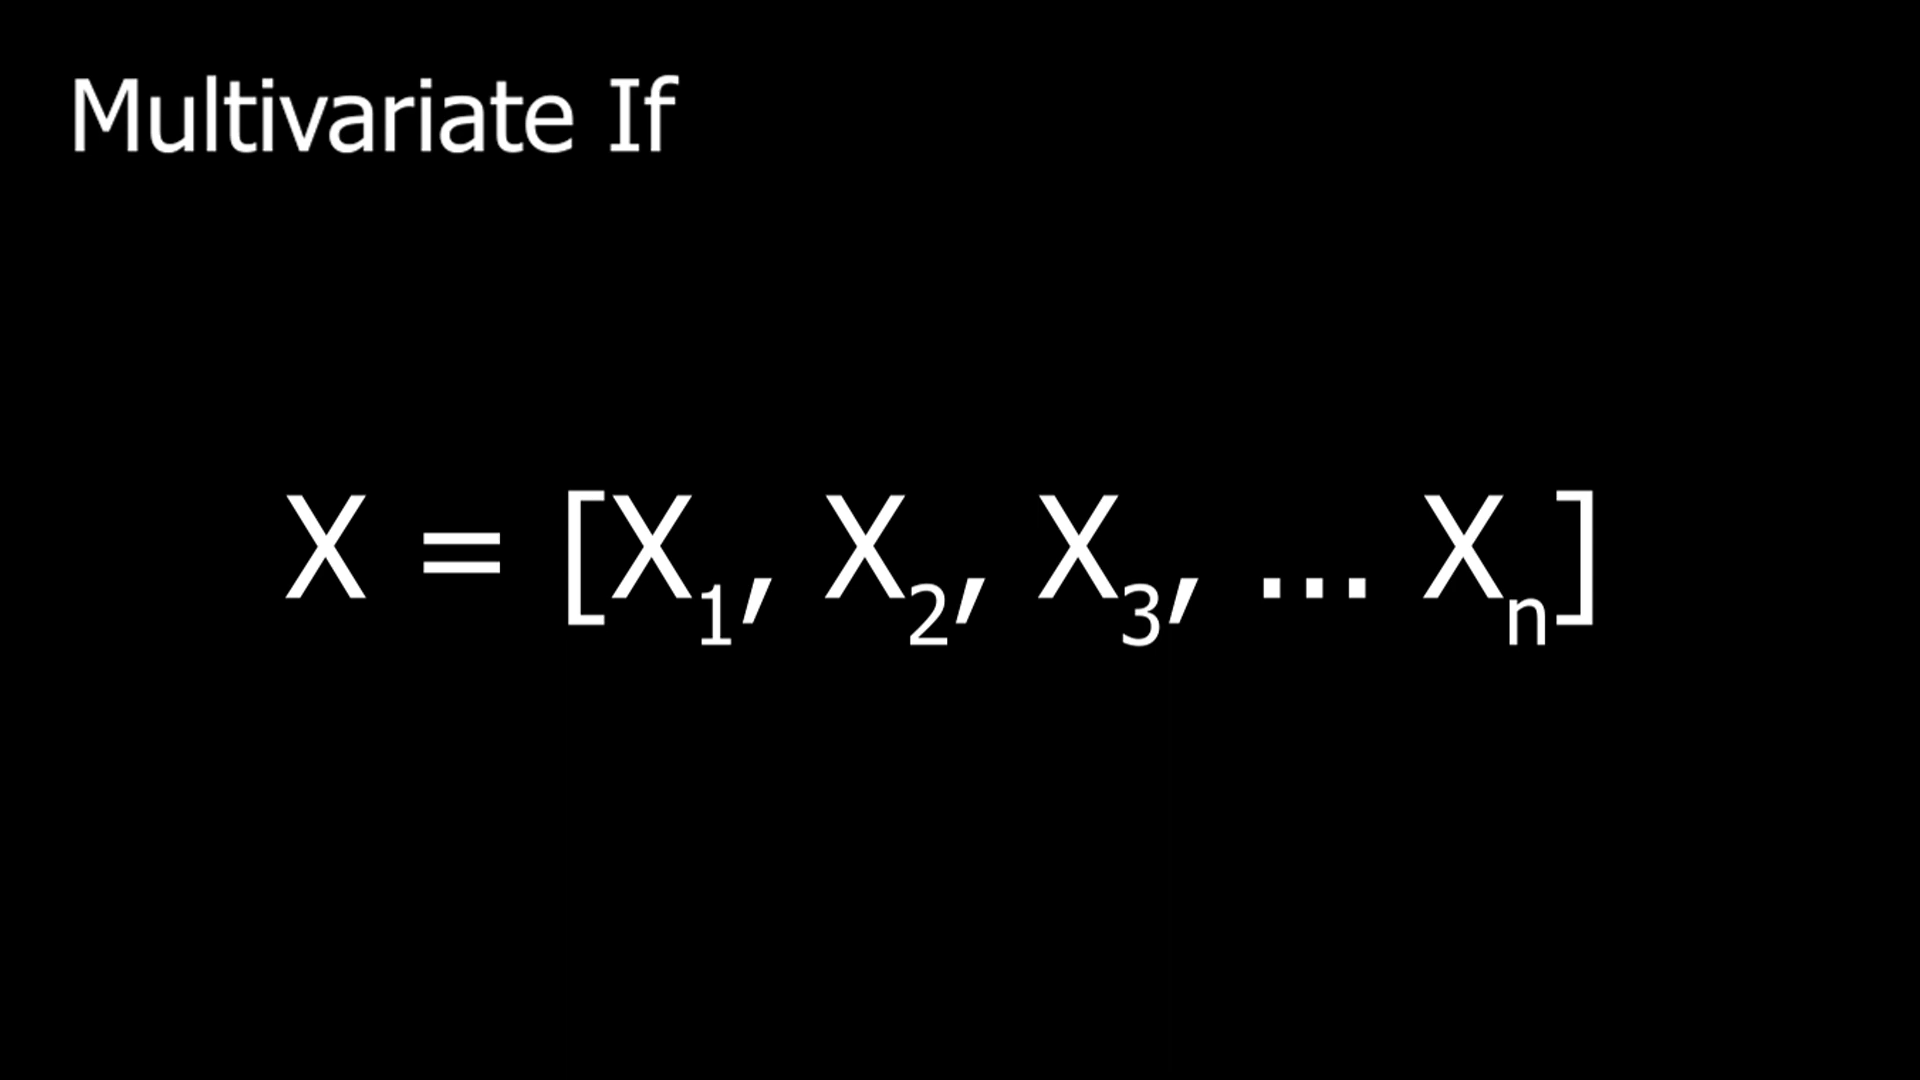 Multivariate If
X = [X₁, X₂, X₃, ... Xₙ]